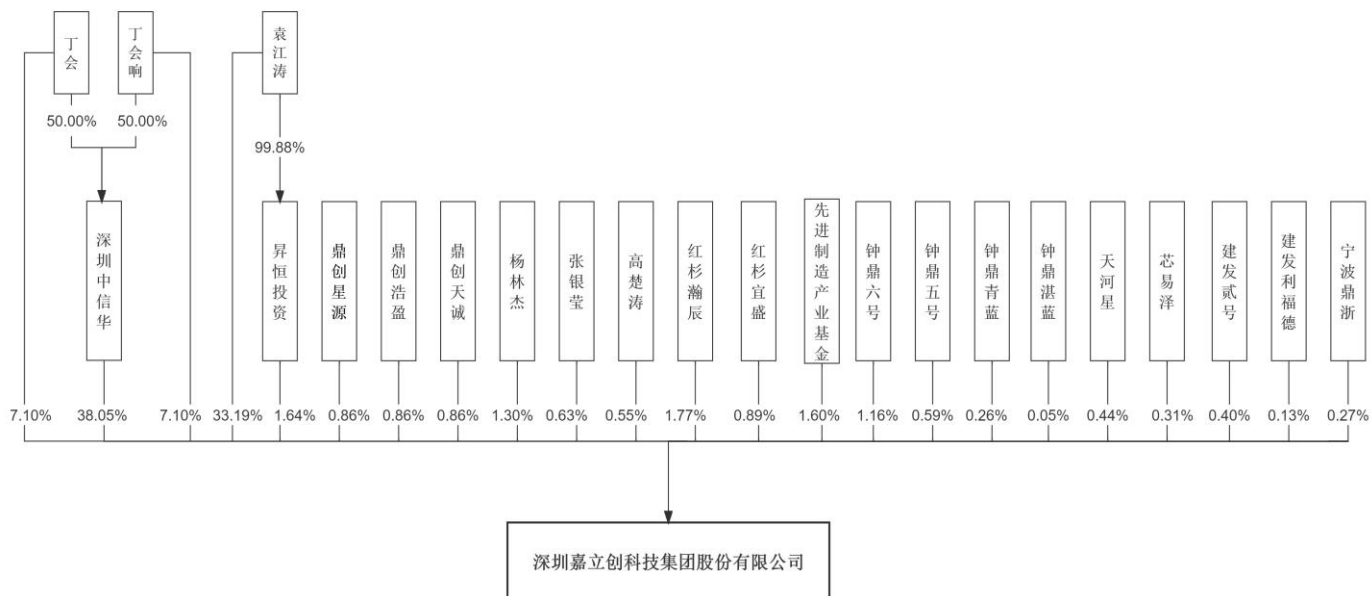 丁会
丁会响
袁江涛
50.00%
50.00%
99.88%
深圳中信华
昇恒投资
鼎创星源
鼎创浩盈
鼎创天诚
杨林杰
张银莹
高楚涛
红杉瀚辰
红杉宜盛
先进制造产业基金
钟鼎六号
钟鼎五号
钟鼎青蓝
钟鼎湛蓝
天河星
芯易泽
建发贰号
建发利福德
宁波鼎浙
7.10%
38.05%
7.10%
33.19%
1.64%
0.86%
0.86%
0.86%
1.30%
0.63%
0.55%
1.77%
0.89%
1.60%
1.16%
0.59%
0.26%
0.05%
0.44%
0.31%
0.40%
0.13%
0.27%
深圳嘉立创科技集团股份有限公司